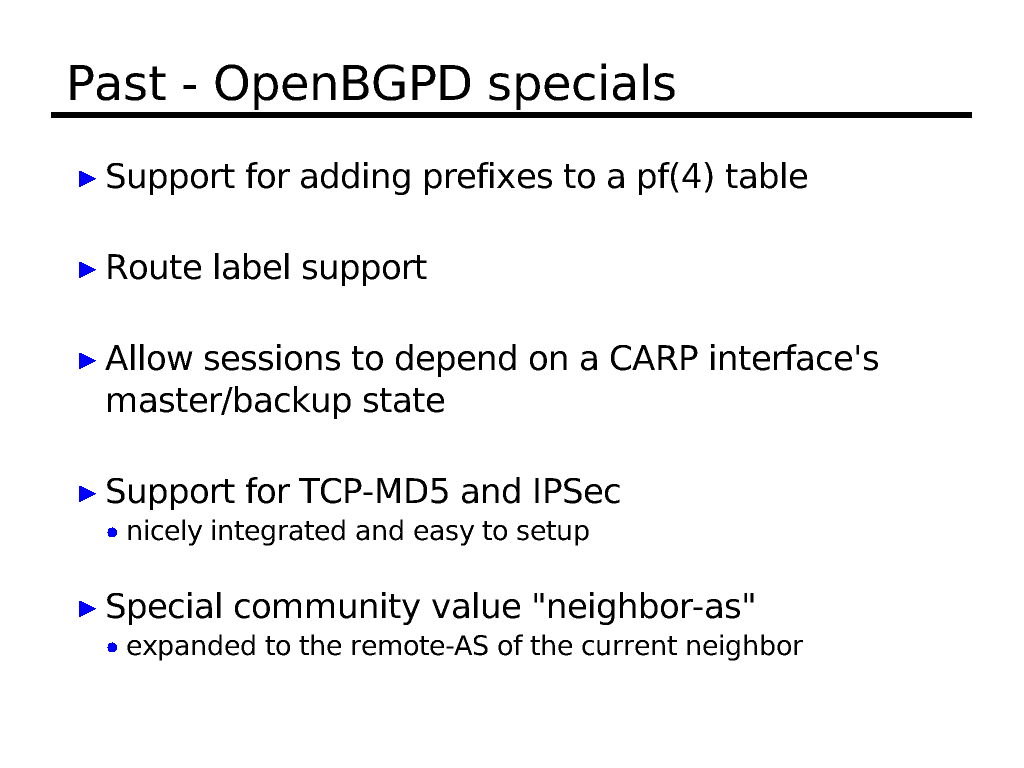 Past - OpenBGPD specials
Support for adding prefixes to a pf(4) table
Route label support
Allow sessions to depend on a CARP interface's
master/backup state
Support for TCP-MD5 and IPSec
nicely integrated and easy to setup
Special community value "neighbor-as"
expanded to the remote-AS of the current neighbor